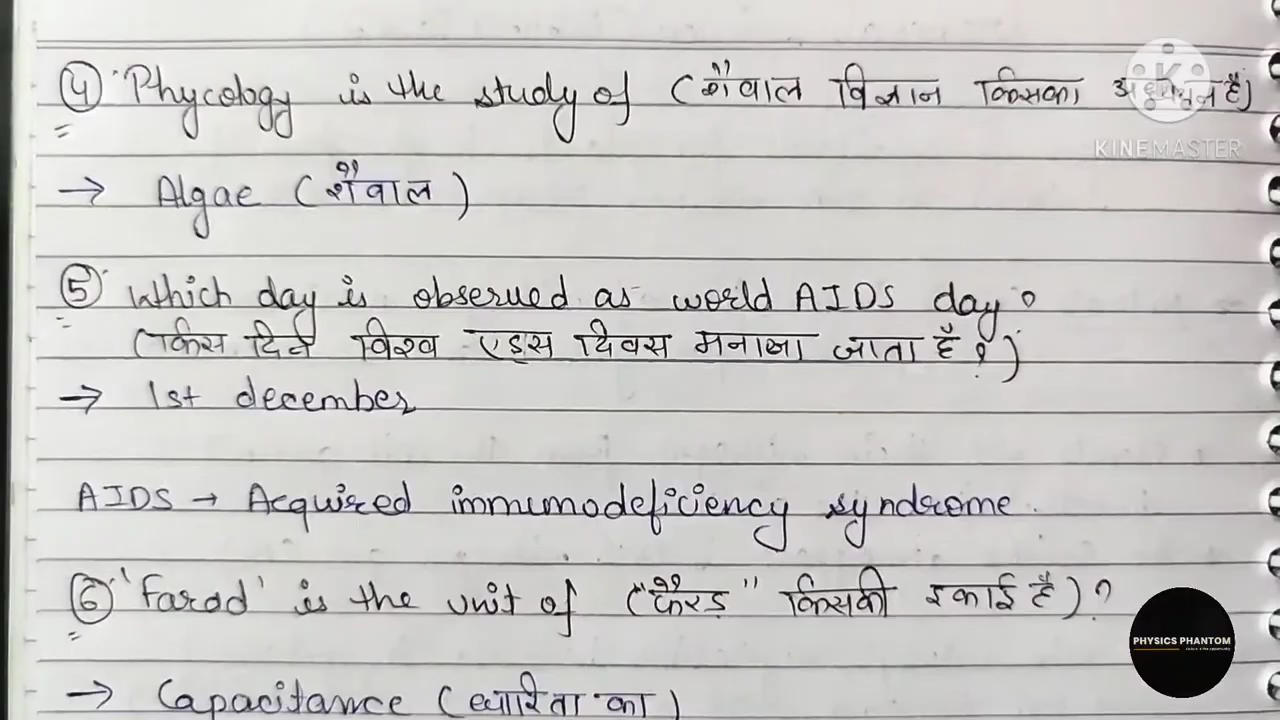 ④ Phycology is the study of (शैवाल विज्ञान किसका अध्ययन है)
KINEMASTER
→ Algae (शैवाल)
⑤ Which day is observed as world AIDS day?
(किस दिन विश्व एड्स दिवस मनाया जाता है?)
→ 1st december
AIDS → Acquired immunodeficiency syndrome.
⑥ 'Farad' is the unit of ("फैरड" किसकी इकाई है)?
PHYSICS PHANTOM
→ Capacitance (धारिता का)